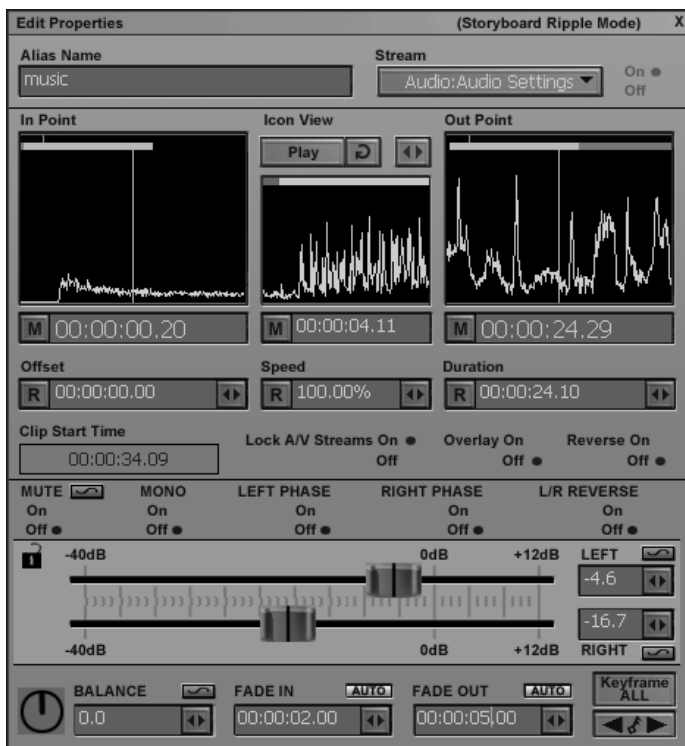 Edit Properties (Storyboard Ripple Mode) X
Alias Name Stream
music Audio:Audio Settings On
Off
In Point Icon View Out Point
Play
M 00:00:00.20 M 00:00:04.11 M 00:00:24.29
Offset Speed Duration
R 00:00:00.00 R 100.00% R 00:00:24.10
Clip Start Time Lock A/V Streams On Overlay On Reverse On
00:00:34.09 Off Off Off
MUTE MONO LEFT PHASE RIGHT PHASE L/R REVERSE
On On On On On
Off Off Off Off Off
-40dB 0dB +12dB LEFT
-4.6
-16.7
-40dB 0dB +12dB RIGHT
BALANCE FADE IN AUTO FADE OUT AUTO Keyframe
ALL
0.0 00:00:02.00 00:00:05.00